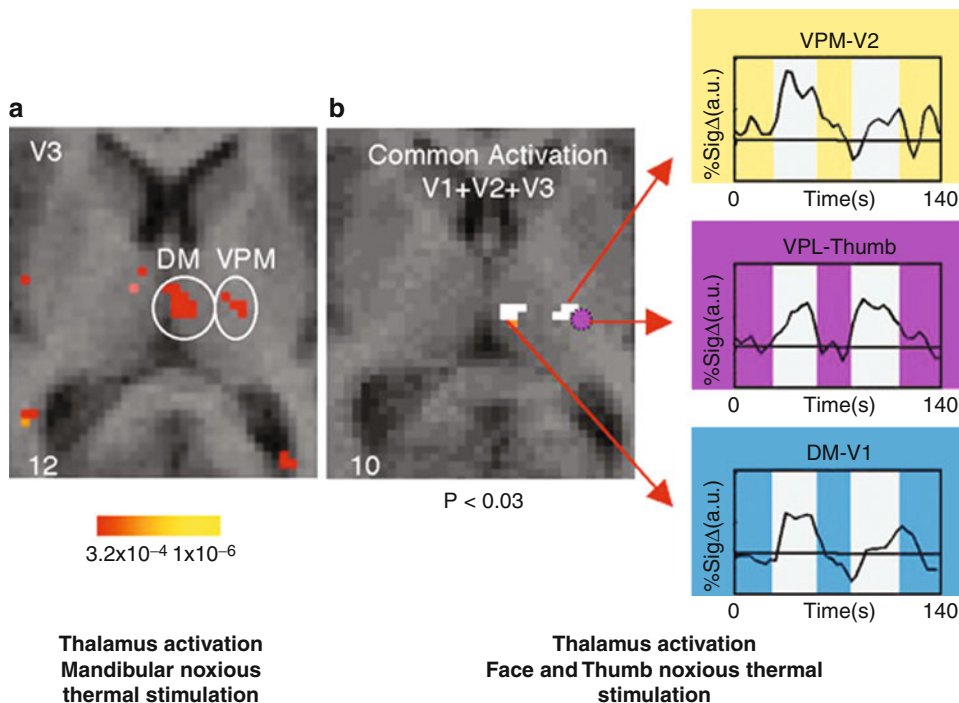 a
V3
DM VPM
12
3.2x10⁻⁴ 1x10⁻⁶
Thalamus activation
Mandibular noxious
thermal stimulation
b
Common Activation
V1+V2+V3
10
P < 0.03
Thalamus activation
Face and Thumb noxious thermal
stimulation
VPM-V2
%SigΔ(a.u.)
0 Time(s) 140
VPL-Thumb
%SigΔ(a.u.)
0 Time(s) 140
DM-V1
%SigΔ(a.u.)
0 Time(s) 140